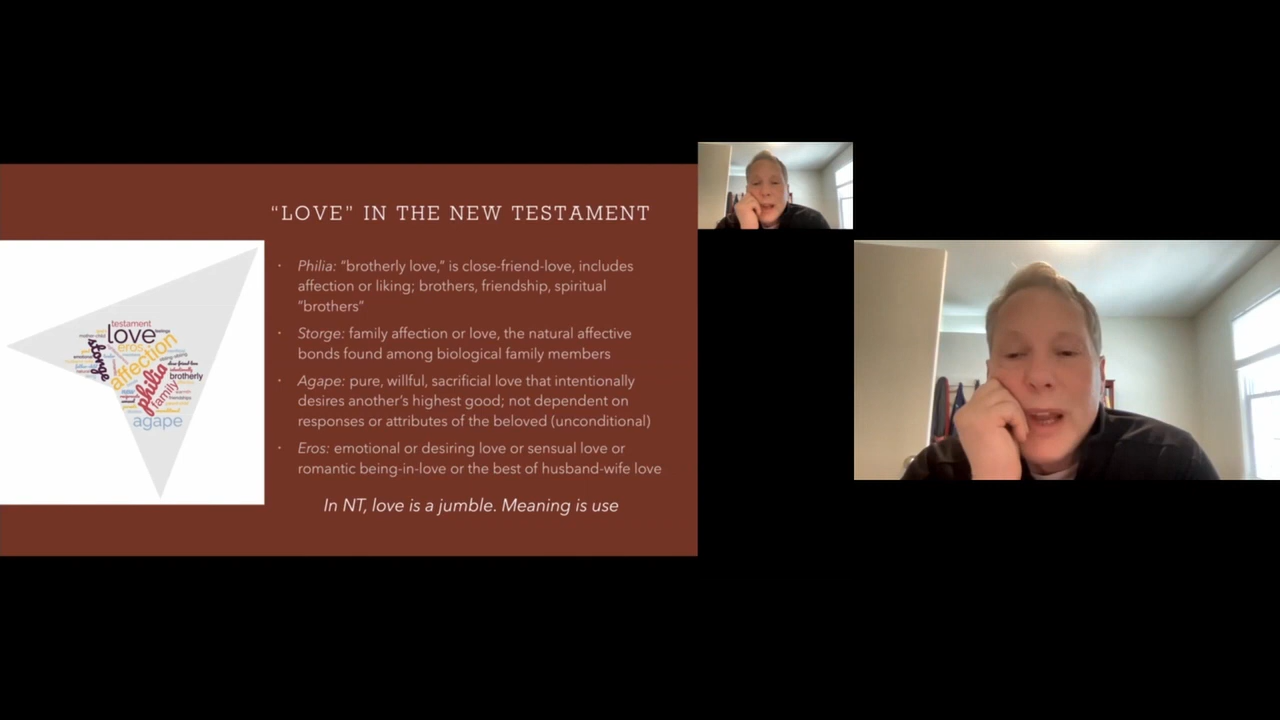 “LOVE” IN THE NEW TESTAMENT
· Philia: “brotherly love,” is close-friend-love, includes
affection or liking; brothers, friendship, spiritual
“brothers”
· Storge: family affection or love, the natural affective
bonds found among biological family members
· Agape: pure, willful, sacrificial love that intentionally
desires another’s highest good; not dependent on
responses or attributes of the beloved (unconditional)
· Eros: emotional or desiring love or sensual love or
romantic being-in-love or the best of husband-wife love
In NT, love is a jumble. Meaning is use
testament
love
eros
storge
affection
philia
family
brotherly
agape